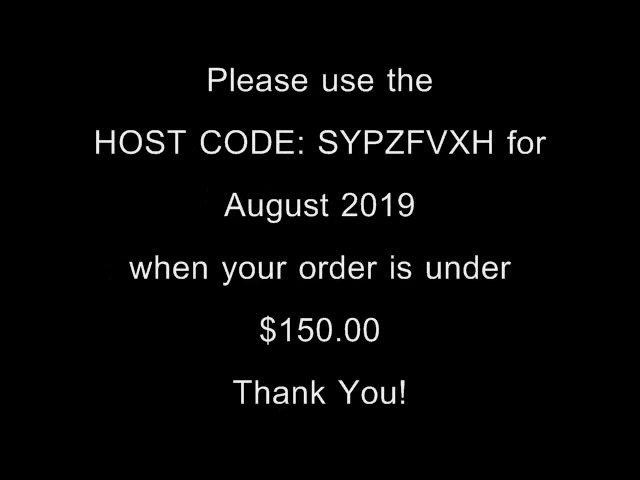 Please use the
HOST CODE: SYPZFVXH for
August 2019
when your order is under
$150.00
Thank You!